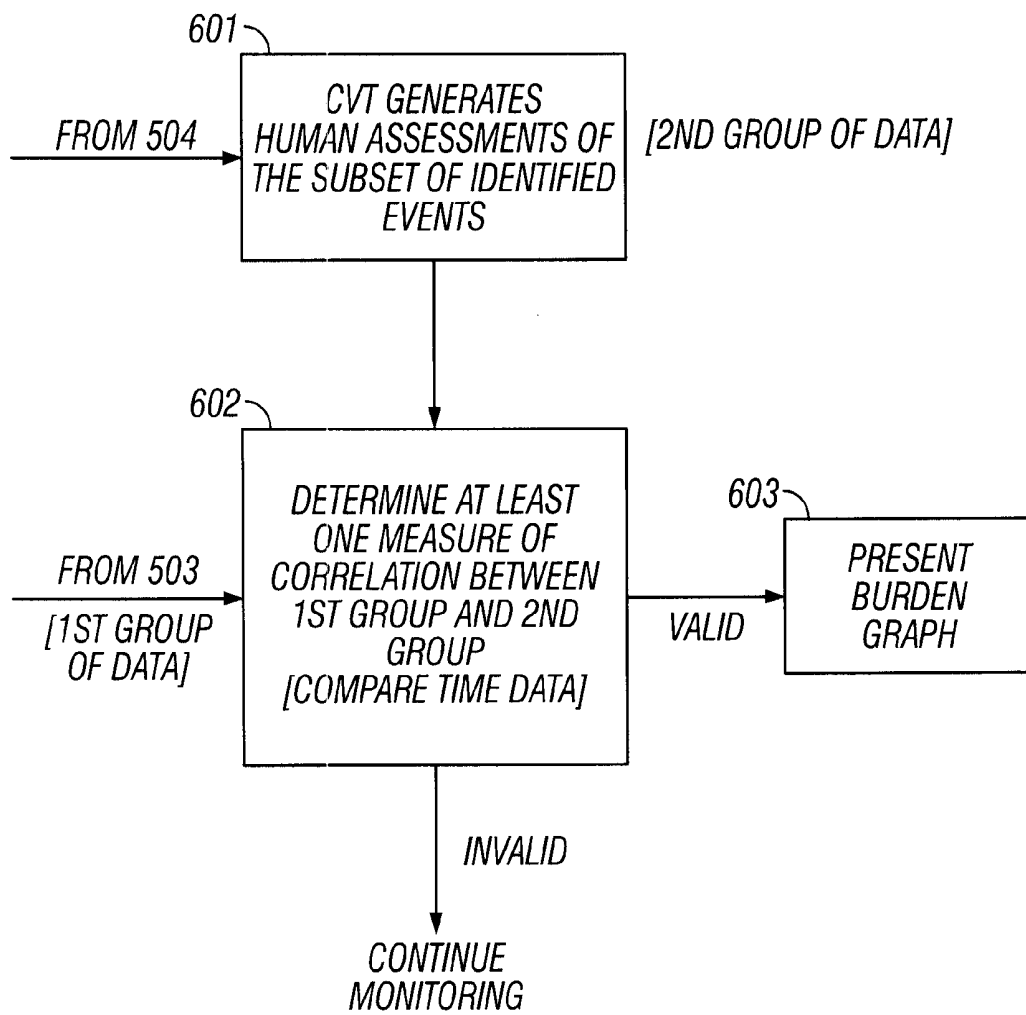 601
CVT GENERATES
HUMAN ASSESSMENTS OF
THE SUBSET OF IDENTIFIED
EVENTS
FROM 504
[2ND GROUP OF DATA]
602
DETERMINE AT LEAST
ONE MEASURE OF
CORRELATION BETWEEN
1ST GROUP AND 2ND
GROUP
[COMPARE TIME DATA]
FROM 503
[1ST GROUP
OF DATA]
VALID
603
PRESENT
BURDEN
GRAPH
INVALID
CONTINUE
MONITORING